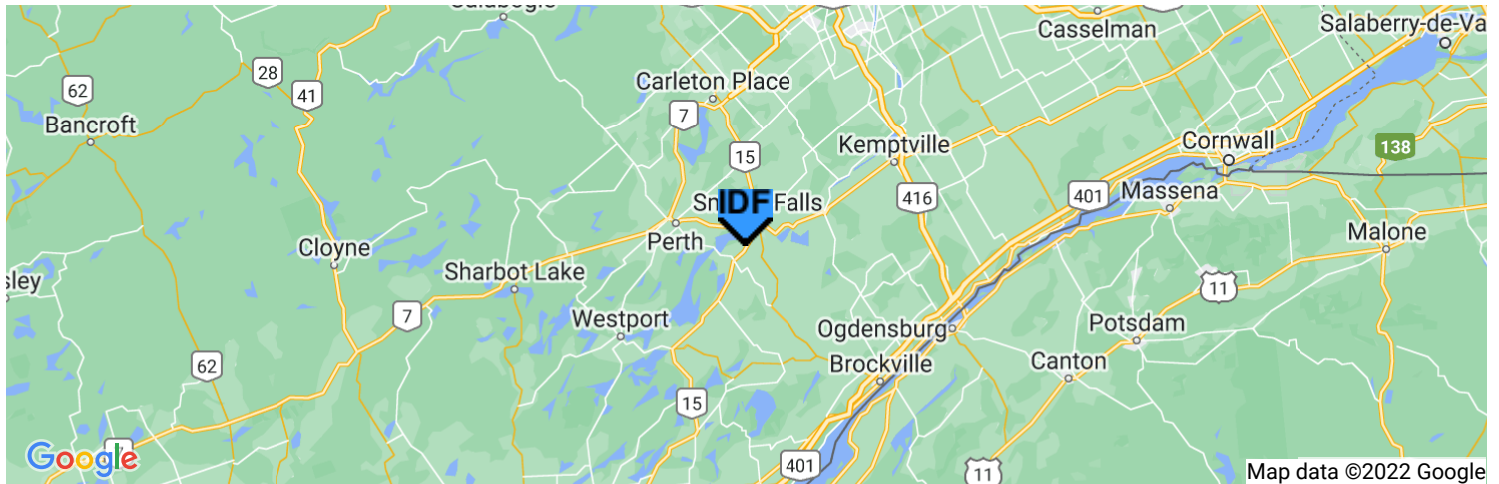 Casselman
Salaberry-de-Va
28
62
41
Carleton Place
7
Bancroft
Kemptville
15
Cornwall
138
416
401
Massena
IDF
Falls
Perth
Cloyne
Malone
sley
Sharbot Lake
11
7
Westport
Ogdensburg
Potsdam
62
Brockville
Canton
15
Google
401
11
Map data ©2022 Google